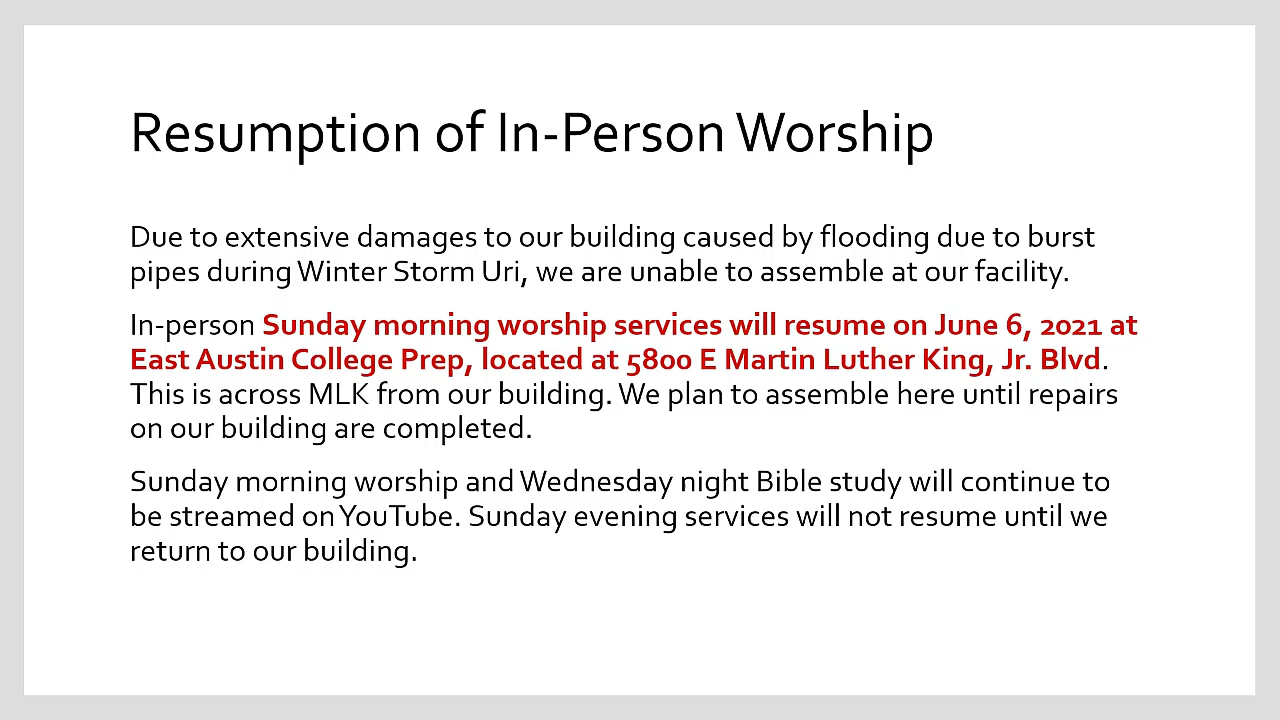 Resumption of In-Person Worship
Due to extensive damages to our building caused by flooding due to burst
pipes during Winter Storm Uri, we are unable to assemble at our facility.
In-person Sunday morning worship services will resume on June 6, 2021 at
East Austin College Prep, located at 5800 E Martin Luther King, Jr. Blvd.
This is across MLK from our building. We plan to assemble here until repairs
on our building are completed.
Sunday morning worship and Wednesday night Bible study will continue to
be streamed on YouTube. Sunday evening services will not resume until we
return to our building.